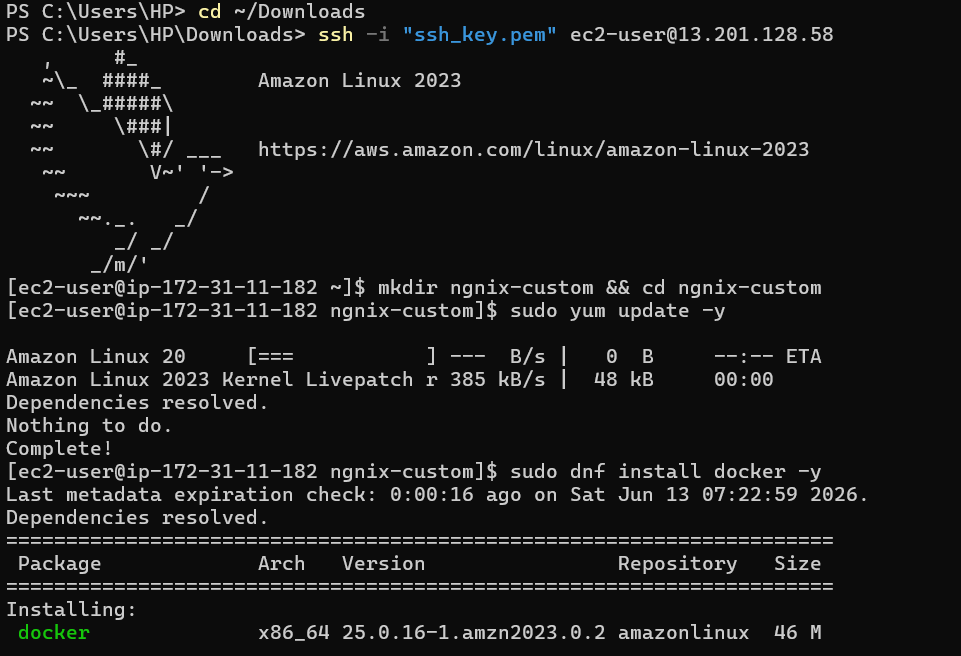 PS C:\Users\HP> cd ~/Downloads
PS C:\Users\HP\Downloads> ssh -i "ssh_key.pem" ec2-user@13.201.128.58
   ,     #_
   ~\_  ####_        Amazon Linux 2023
  ~~  \_#####\
  ~~     \###|
  ~~       \#/ ___   https://aws.amazon.com/linux/amazon-linux-2023
   ~~       V~' '->
    ~~~         /
      ~~._.   _/
         _/ _/
       _/m/'
[ec2-user@ip-172-31-11-182 ~]$ mkdir ngnix-custom && cd ngnix-custom
[ec2-user@ip-172-31-11-182 ngnix-custom]$ sudo yum update -y
Amazon Linux 20     [===           ] ---  B/s |   0  B     --:-- ETA
Amazon Linux 2023 Kernel Livepatch r 385 kB/s |  48 kB     00:00
Dependencies resolved.
Nothing to do.
Complete!
[ec2-user@ip-172-31-11-182 ngnix-custom]$ sudo dnf install docker -y
Last metadata expiration check: 0:00:16 ago on Sat Jun 13 07:22:59 2026.
Dependencies resolved.
=====================================================================
 Package             Arch   Version                Repository   Size
=====================================================================
Installing:
 docker              x86_64 25.0.16-1.amzn2023.0.2 amazonlinux  46 M